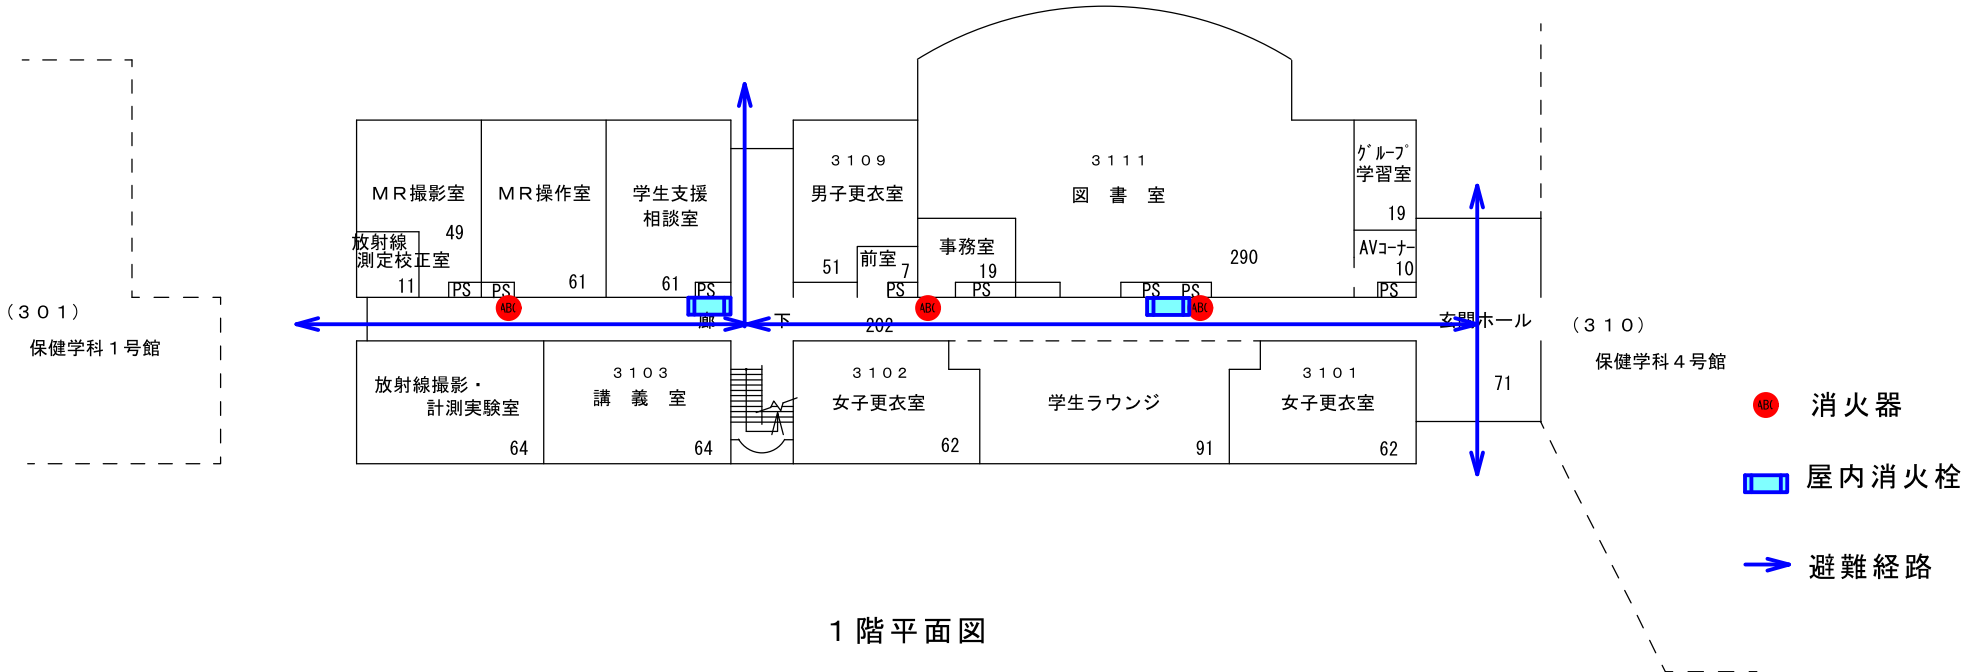 (301)
保健学科1号館
MR撮影室
49
放射線
測定校正室
11
PS
MR操作室
61
PS
学生支援
相談室
61
PS
3109
男子更衣室
51
前室
7
PS
3111
図書室
290
事務室
19
PS
PS
PS
グループ
学習室
19
AVコーナー
10
PS
ABC
ABC
ABC
廊下
202
玄関ホール
71
(310)
保健学科4号館
放射線撮影・
計測実験室
64
3103
講義室
64
3102
女子更衣室
62
学生ラウンジ
91
3101
女子更衣室
62
ABC
消火器
屋内消火栓
避難経路
1階平面図